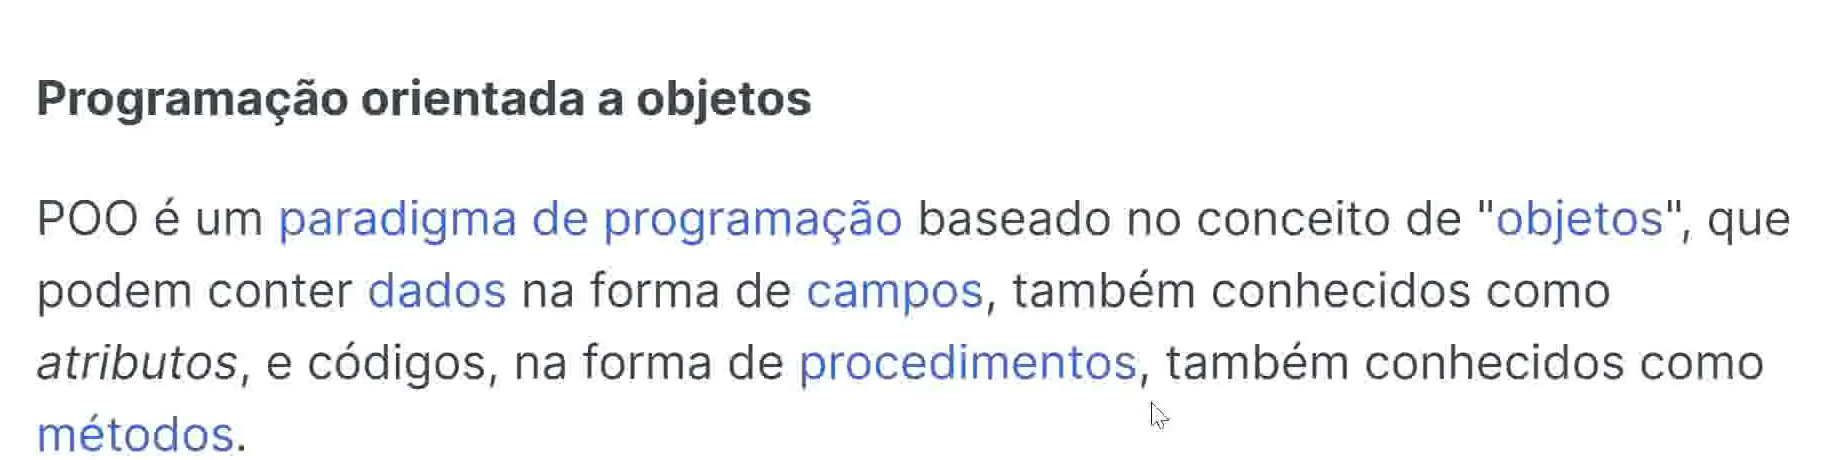 Programação orientada a objetos
POO é um paradigma de programação baseado no conceito de "objetos", que
podem conter dados na forma de campos, também conhecidos como
atributos, e códigos, na forma de procedimentos, também conhecidos como
métodos.